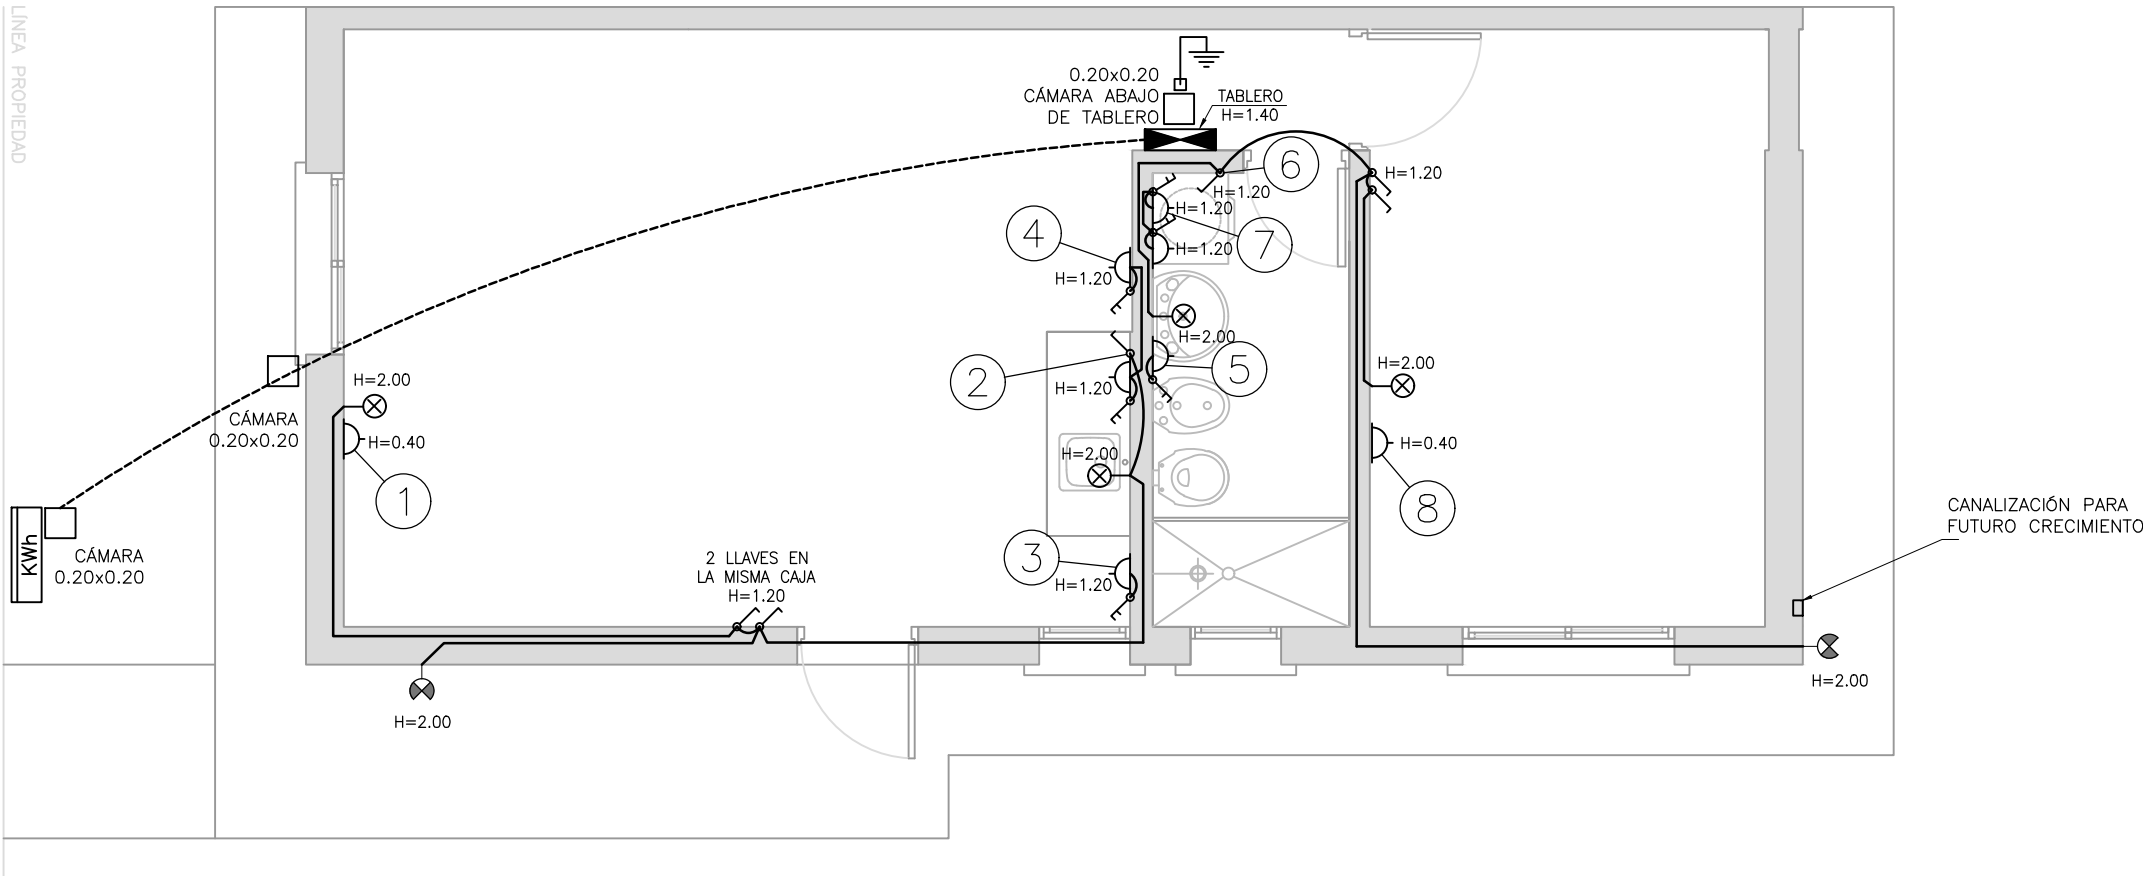 LÍNEA PROPIEDAD
0.20x0.20
CÁMARA ABAJO
DE TABLERO
TABLERO
H=1.40
6
H=1.20
H=1.20
4
H=1.20
7
H=1.20
H=1.20
H=2.00
2
H=1.20
5
H=2.00
H=2.00
CÁMARA
0.20x0.20
H=0.40
H=0.40
1
H=2.00
8
CANALIZACIÓN PARA
FUTURO CRECIMIENTO
KWh
CÁMARA
0.20x0.20
2 LLAVES EN
LA MISMA CAJA
H=1.20
3
H=1.20
H=2.00
H=2.00